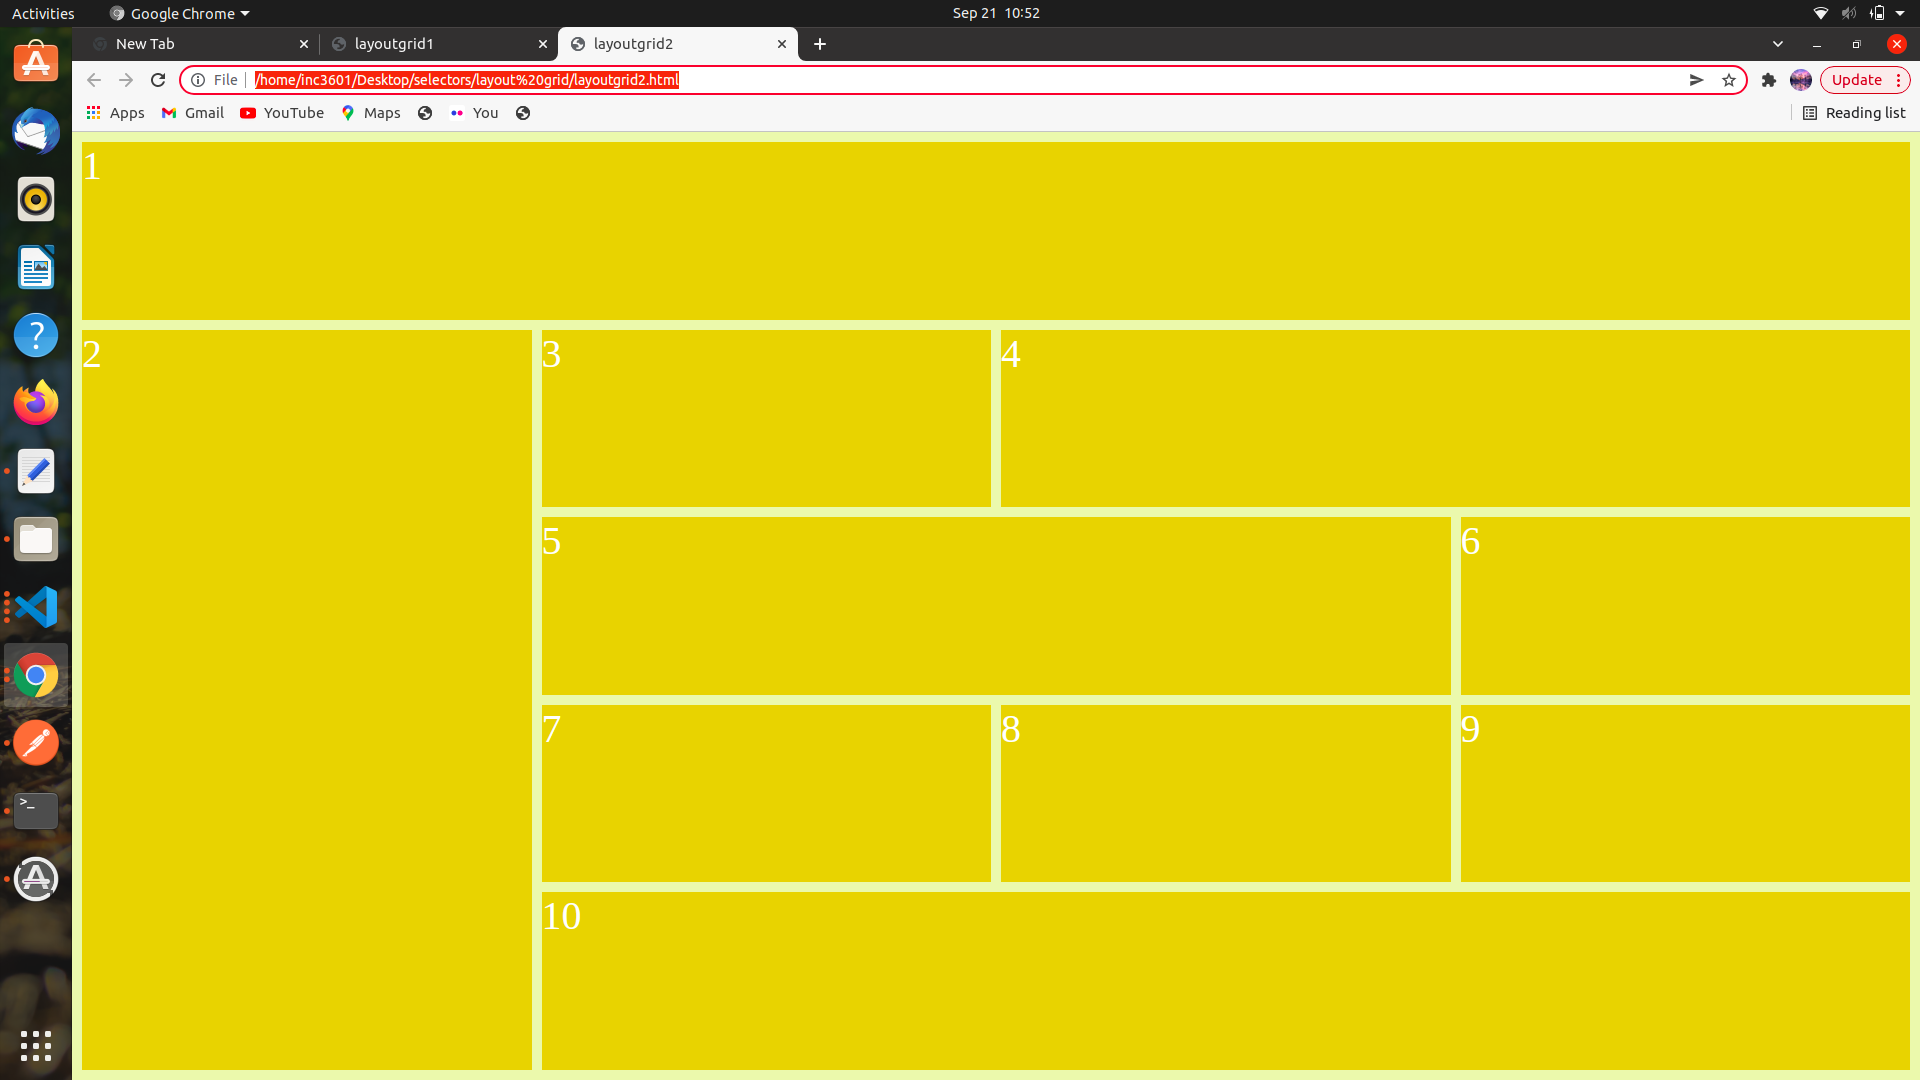 Activities Google Chrome Sep 21 10:52
New Tab layoutgrid1 layoutgrid2
File /home/inc3601/Desktop/selectors/layout%20grid/layoutgrid2.html Update
Apps Gmail YouTube Maps You Reading list
1
2 3 4
5 6
7 8 9
10